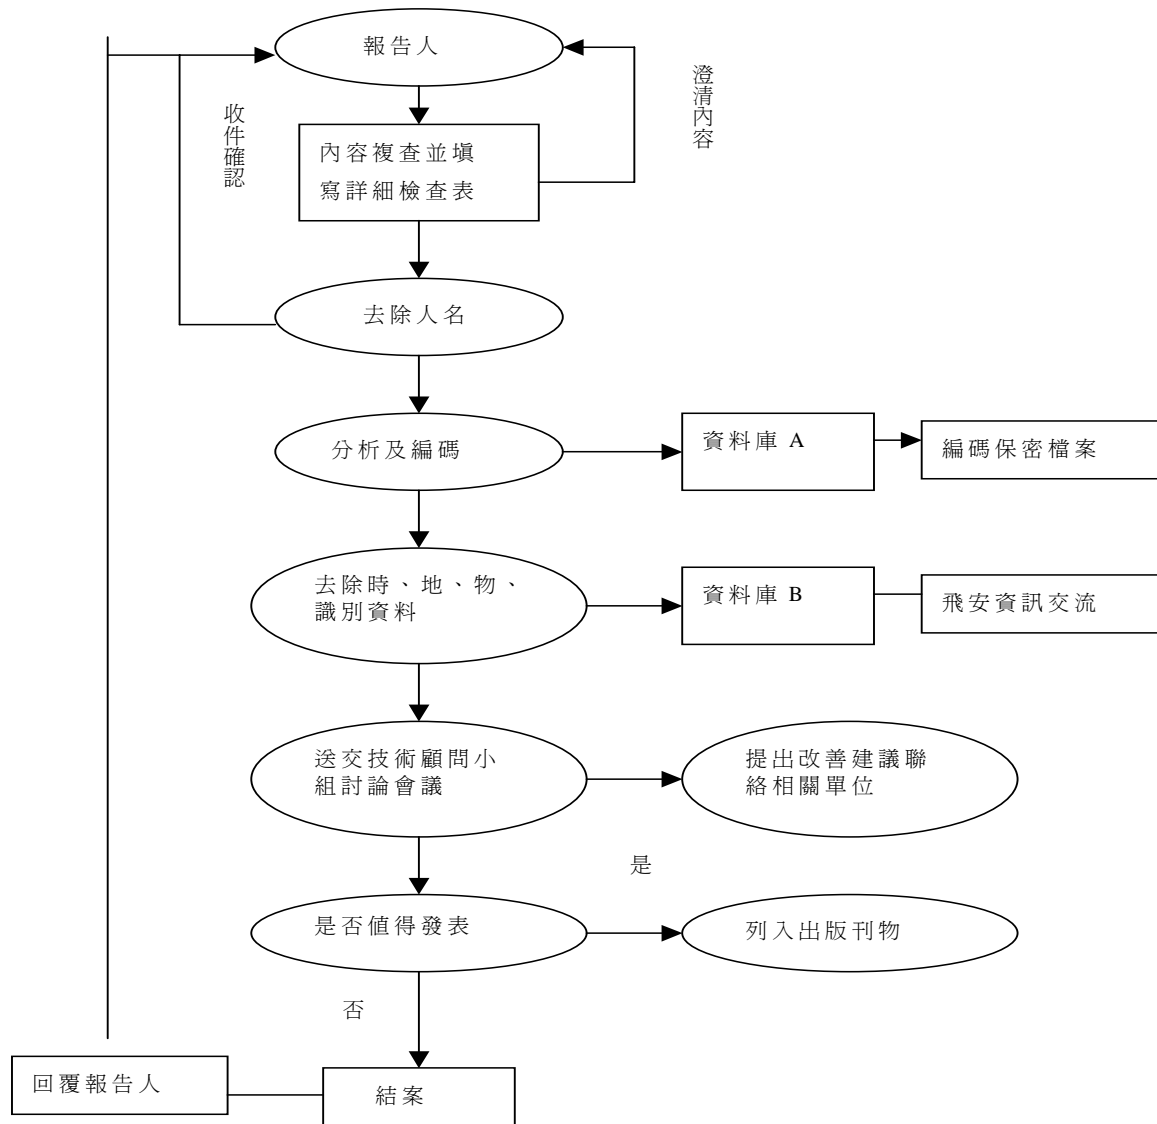 報告人
澄清內容
收件確認
內容複查並填
寫詳細檢查表
去除人名
分析及編碼
資料庫 A
編碼保密檔案
去除時、地、物、
識別資料
資料庫 B
飛安資訊交流
送交技術顧問小
組討論會議
提出改善建議聯
絡相關單位
是
是否值得發表
列入出版刊物
否
回覆報告人
結案